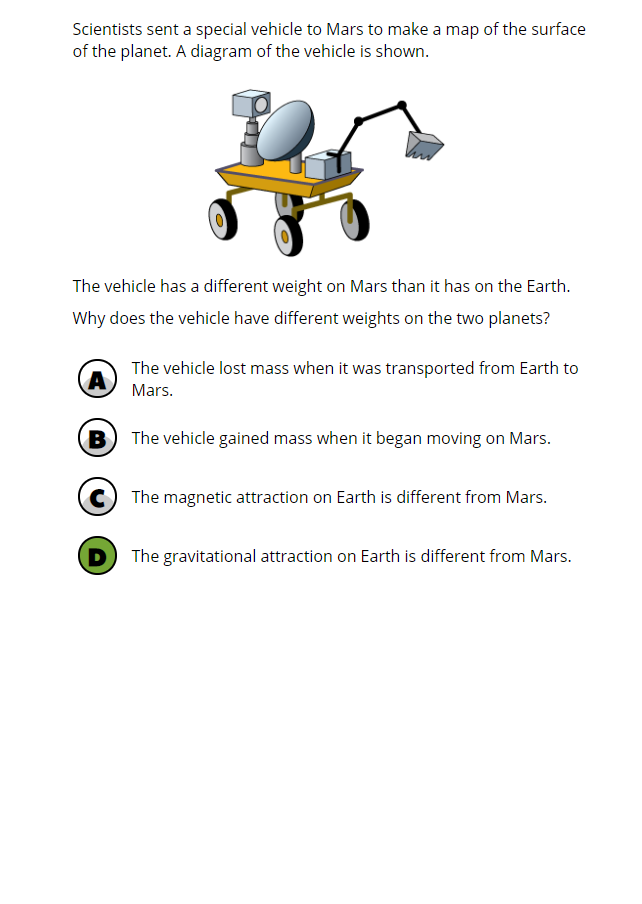 Scientists sent a special vehicle to Mars to make a map of the surface
of the planet. A diagram of the vehicle is shown.
The vehicle has a different weight on Mars than it has on the Earth.
Why does the vehicle have different weights on the two planets?
A The vehicle lost mass when it was transported from Earth to
Mars.
B The vehicle gained mass when it began moving on Mars.
C The magnetic attraction on Earth is different from Mars.
D The gravitational attraction on Earth is different from Mars.